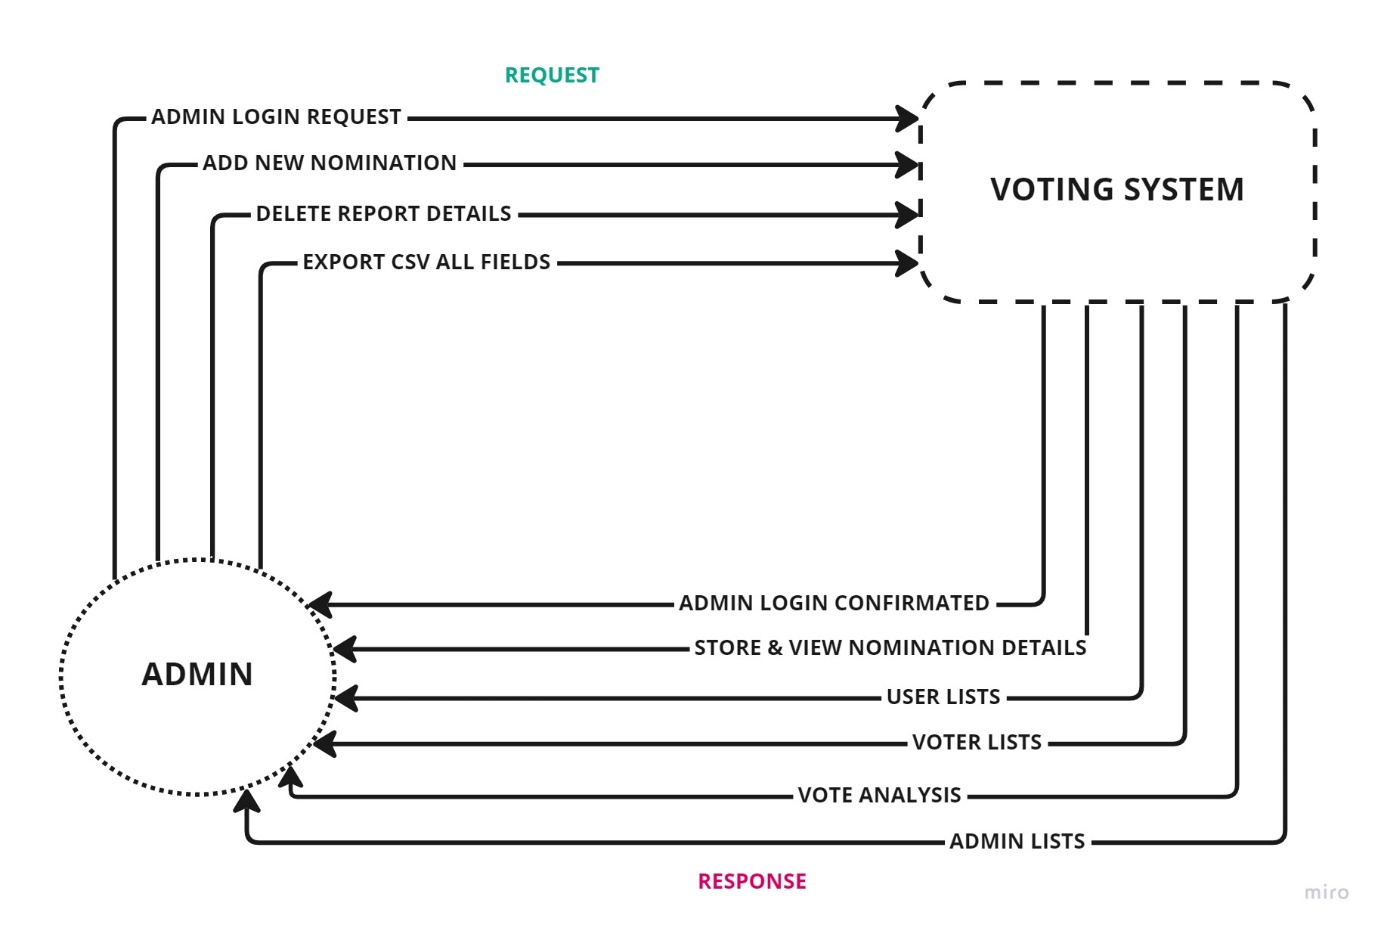 REQUEST
ADMIN LOGIN REQUEST
ADD NEW NOMINATION
DELETE REPORT DETAILS
EXPORT CSV ALL FIELDS
VOTING SYSTEM
ADMIN LOGIN CONFIRMATED
STORE & VIEW NOMINATION DETAILS
ADMIN
USER LISTS
VOTER LISTS
VOTE ANALYSIS
ADMIN LISTS
RESPONSE
miro